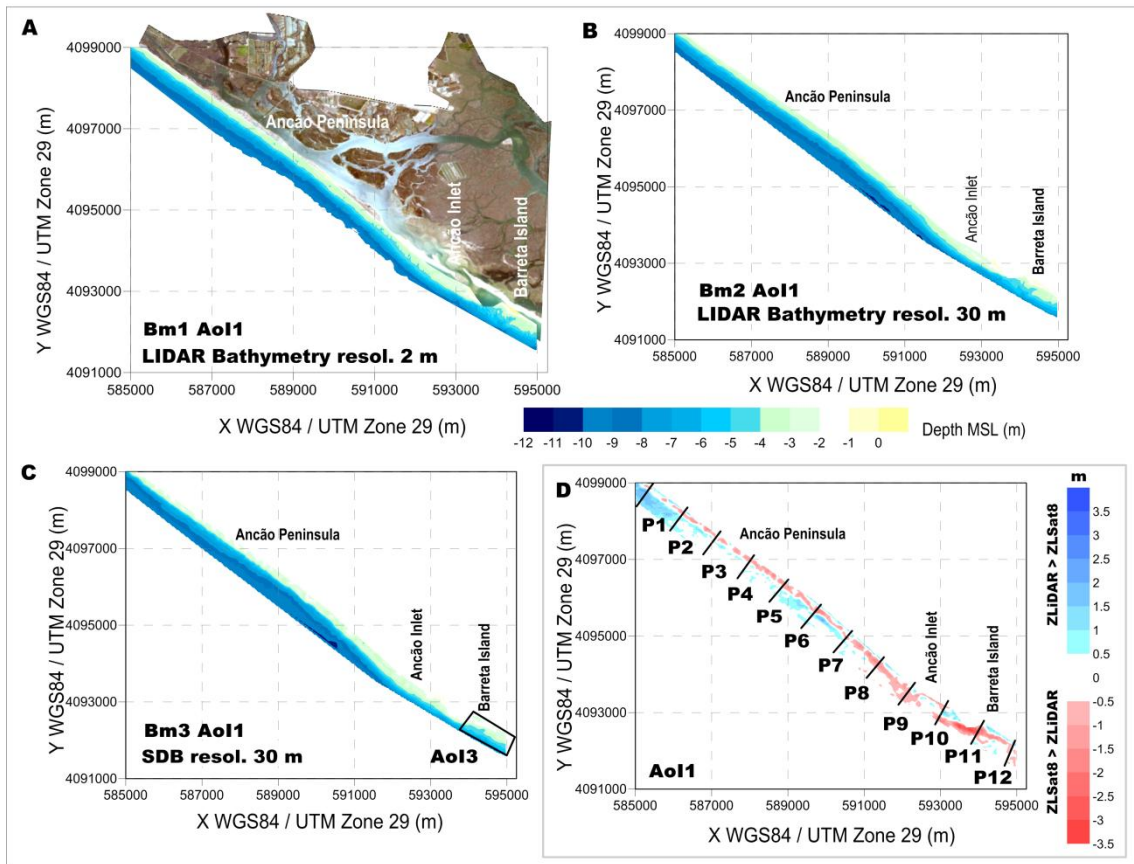 A
4099000
4097000
4095000
4093000
4091000
Y WGS84 / UTM Zone 29 (m)
Ancão Peninsula
Ancão Inlet
Barreta Island
Bm1 AoI1
LIDAR Bathymetry resol. 2 m
585000 587000 589000 591000 593000 595000
X WGS84 / UTM Zone 29 (m)
B
4099000
4097000
4095000
4093000
4091000
Y WGS84 / UTM Zone 29 (m)
Ancão Peninsula
Ancão Inlet
Barreta Island
Bm2 AoI1
LIDAR Bathymetry resol. 30 m
585000 587000 589000 591000 593000 595000
X WGS84 / UTM Zone 29 (m)
-12 -11 -10 -9 -8 -7 -6 -5 -4 -3 -2 -1 0
Depth MSL (m)
C
4099000
4097000
4095000
4093000
4091000
Y WGS84 / UTM Zone 29 (m)
Ancão Peninsula
Ancão Inlet
Barreta Island
Bm3 AoI1
SDB resol. 30 m
AoI3
585000 587000 589000 591000 593000 595000
X WGS84 / UTM Zone 29 (m)
D
4099000
4097000
4095000
4093000
4091000
Y WGS84 / UTM Zone 29 (m)
P1
P2
P3
P4
P5
P6
P7
P8
P9
P10
P11
P12
Ancão Peninsula
Ancão Inlet
Barreta Island
AoI1
585000 587000 589000 591000 593000 595000
X WGS84 / UTM Zone 29 (m)
m
3.5
3
2.5
2
1.5
1
0.5
0
-0.5
-1
-1.5
-2
-2.5
-3
-3.5
ZLiDAR > ZLSat8
ZLSat8 > ZLiDAR